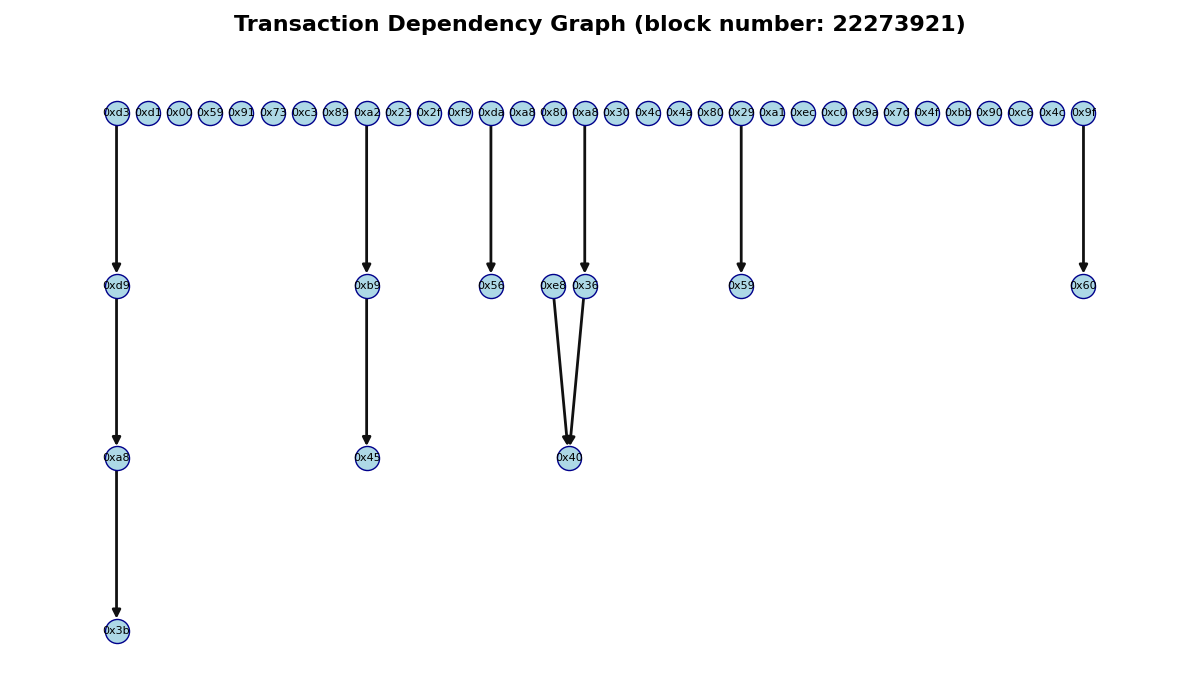 Transaction Dependency Graph (block number: 22273921)
0xd3 0xd1 0x00 0x59 0x91 0x73 0xc3 0x89 0xa2 0x23 0x2f 0xf9 0xda 0xa8 0x80 0xa8 0x30 0x4c 0x4a 0x80 0x29 0xa1 0xec 0xc0 0x9a 0x7d 0x4f 0xbb 0x90 0xc6 0x4c 0x9f
0xd9 0xb9 0x56 0xe8 0x36 0x59 0x60
0xa8 0x45 0x40
0x3b